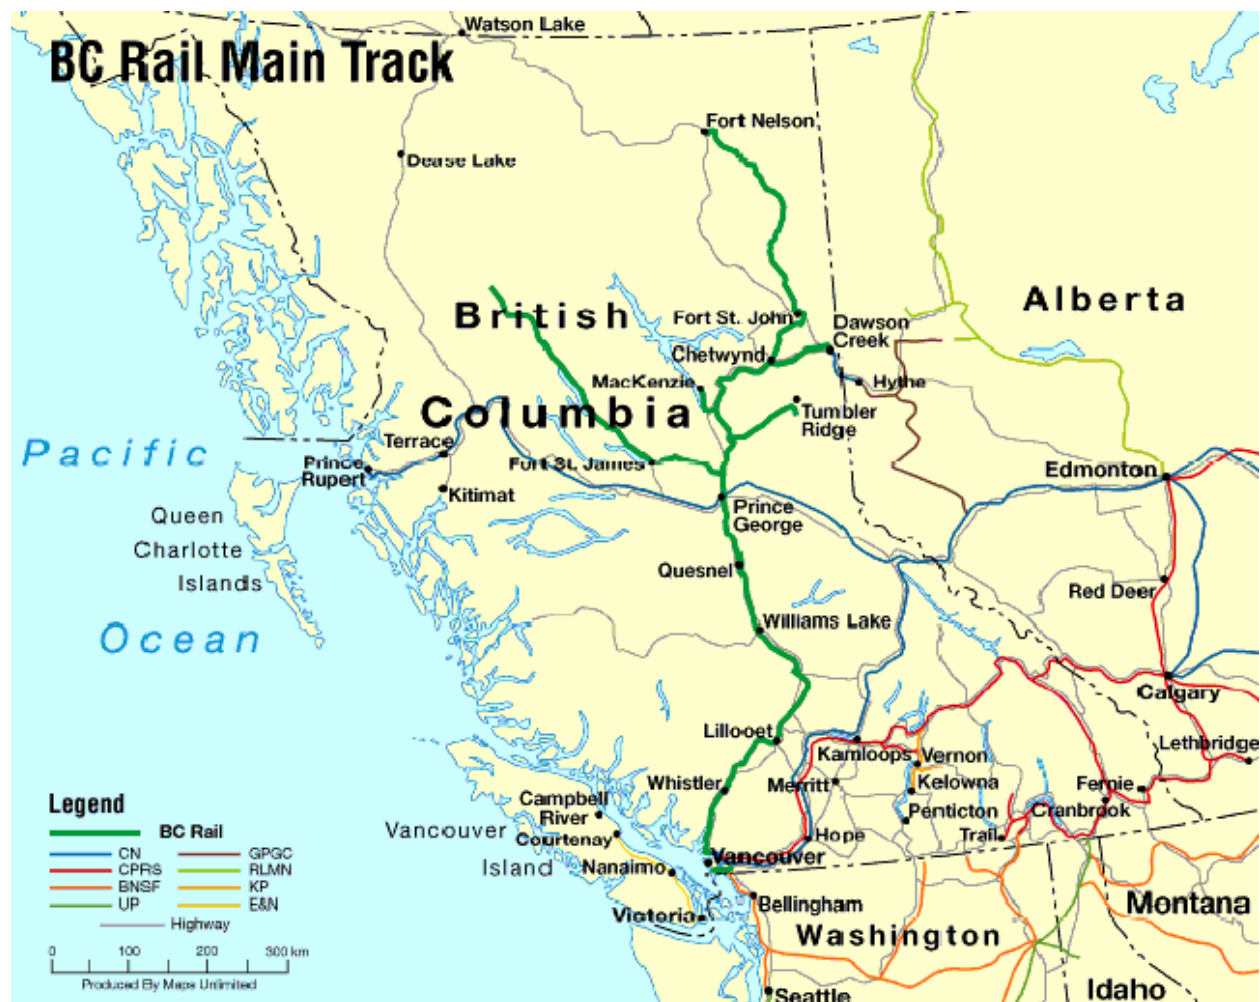 Watson Lake
BC Rail Main Track
Fort Nelson
Dease Lake
Alberta
British
Fort St. John
Dawson
Creek
Chetwynd
MacKenzie
Hythe
Columbia
Tumbler
Ridge
Terrace
Pacific
Prince
Rupert
Fort St. James
Edmonton
Kitimat
Prince
George
Queen
Charlotte
Islands
Quesnel
Red Deer
Williams Lake
Ocean
Calgary
Lillooet
Lethbridge
Kamloops
Vernon
Whistler
Merritt
Kelowna
Fernie
Cranbrook
Campbell
River
Penticton
Courtenay
Hope
Trail
Vancouver
Island
Nanaimo
Vancouver
Victoria
Bellingham
Washington
Montana
Idaho
Seattle
Legend
BC Rail
CN GPGC
CPRS RLMN
BNSF KP
UP E&N
Highway
0 100 200 300 km
Produced By Maps Unlimited